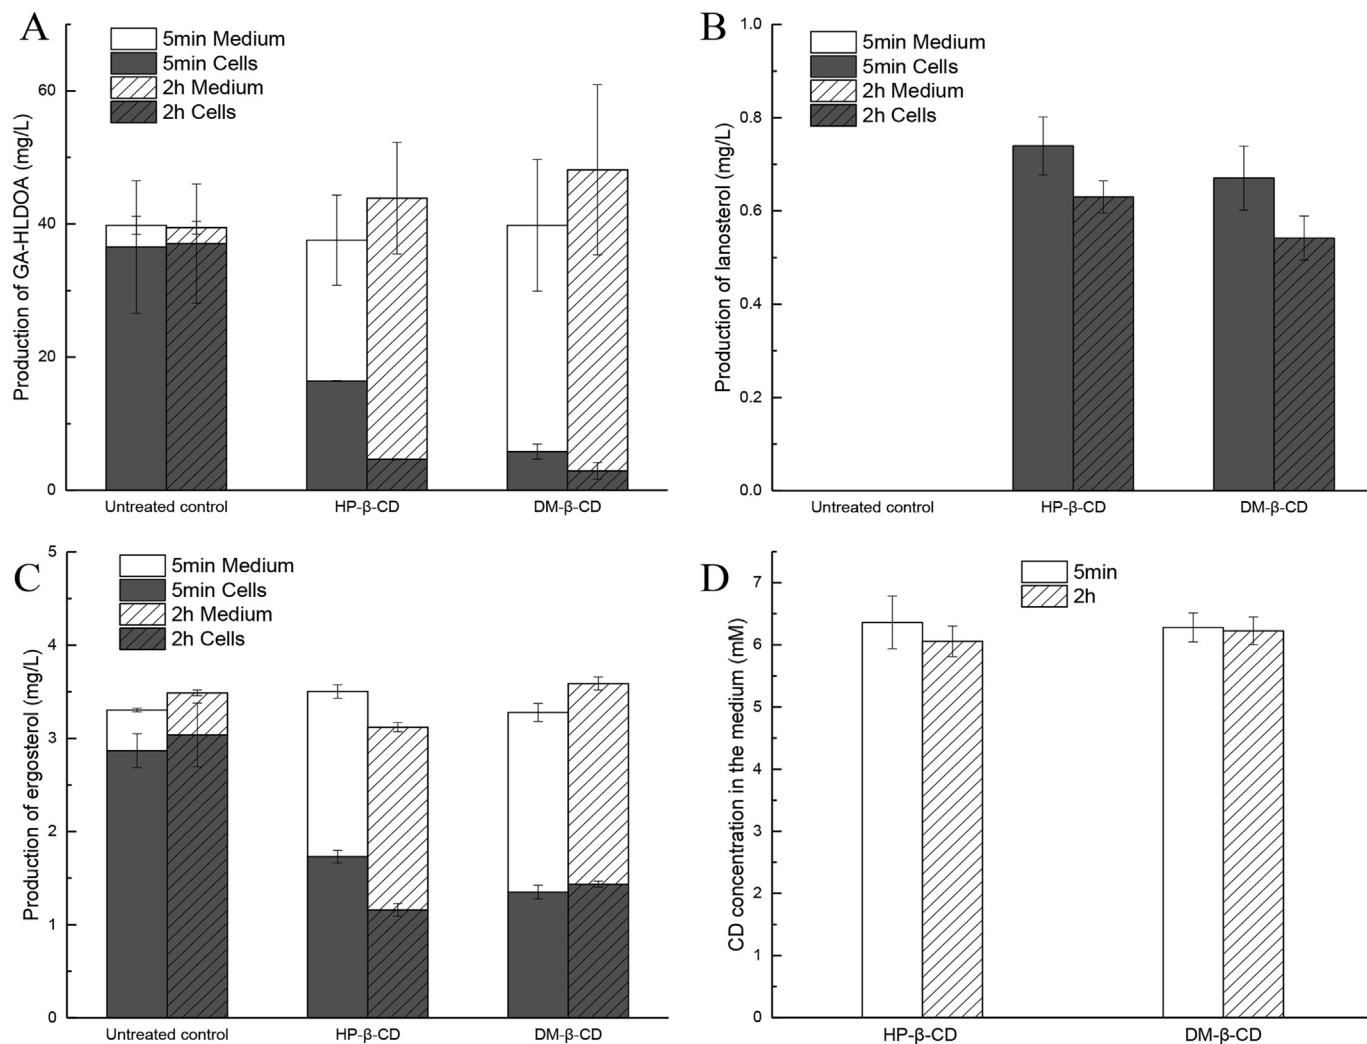 A
Production of GA-HLDOA (mg/L)
60
40
20
0
5min Medium
5min Cells
2h Medium
2h Cells
Untreated control
HP-β-CD
DM-β-CD
B
Production of lanosterol (mg/L)
1.0
0.8
0.6
0.4
0.2
0.0
5min Medium
5min Cells
2h Medium
2h Cells
Untreated control
HP-β-CD
DM-β-CD
C
Production of ergosterol (mg/L)
5
4
3
2
1
0
5min Medium
5min Cells
2h Medium
2h Cells
Untreated control
HP-β-CD
DM-β-CD
D
CD concentration in the medium (mM)
7
6
5
4
3
2
1
0
5min
2h
HP-β-CD
DM-β-CD